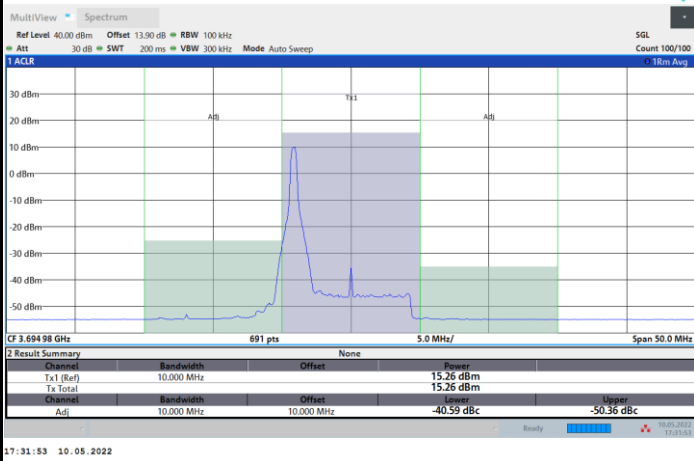 MultiView Spectrum
Ref Level 40.00 dBm Offset 13.90 dB RBW 100 kHz SGL
Att 30 dB SWT 200 ms VBW 300 kHz Mode Auto Sweep Count 100/100
1 ACLR 1Rm Avg
30 dBm
Tx1
20 dBm Adj Adj
10 dBm
0 dBm
-10 dBm
-20 dBm
-30 dBm
-40 dBm
-50 dBm
CF 3.694 98 GHz 691 pts 5.0 MHz/ Span 50.0 MHz
2 Result Summary None
Channel Bandwidth Offset Power
Tx1 (Ref) 10.000 MHz 15.26 dBm
Tx Total 15.26 dBm
Channel Bandwidth Offset Lower Upper
Adj 10.000 MHz 10.000 MHz -40.59 dBc -50.36 dBc
Ready 10.05.2022
17:31:53
17:31:53 10.05.2022